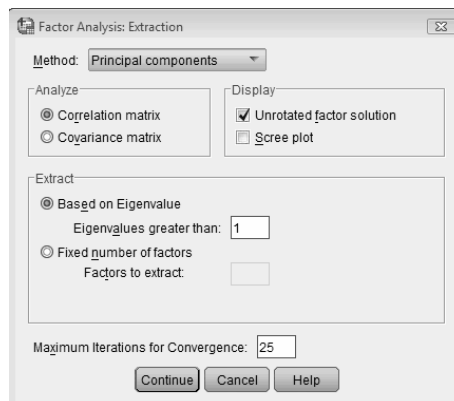 Factor Analysis: Extraction
Method: Principal components
Analyze
Correlation matrix
Covariance matrix
Display
Unrotated factor solution
Scree plot
Extract
Based on Eigenvalue
Eigenvalues greater than: 1
Fixed number of factors
Factors to extract:
Maximum Iterations for Convergence: 25
Continue Cancel Help